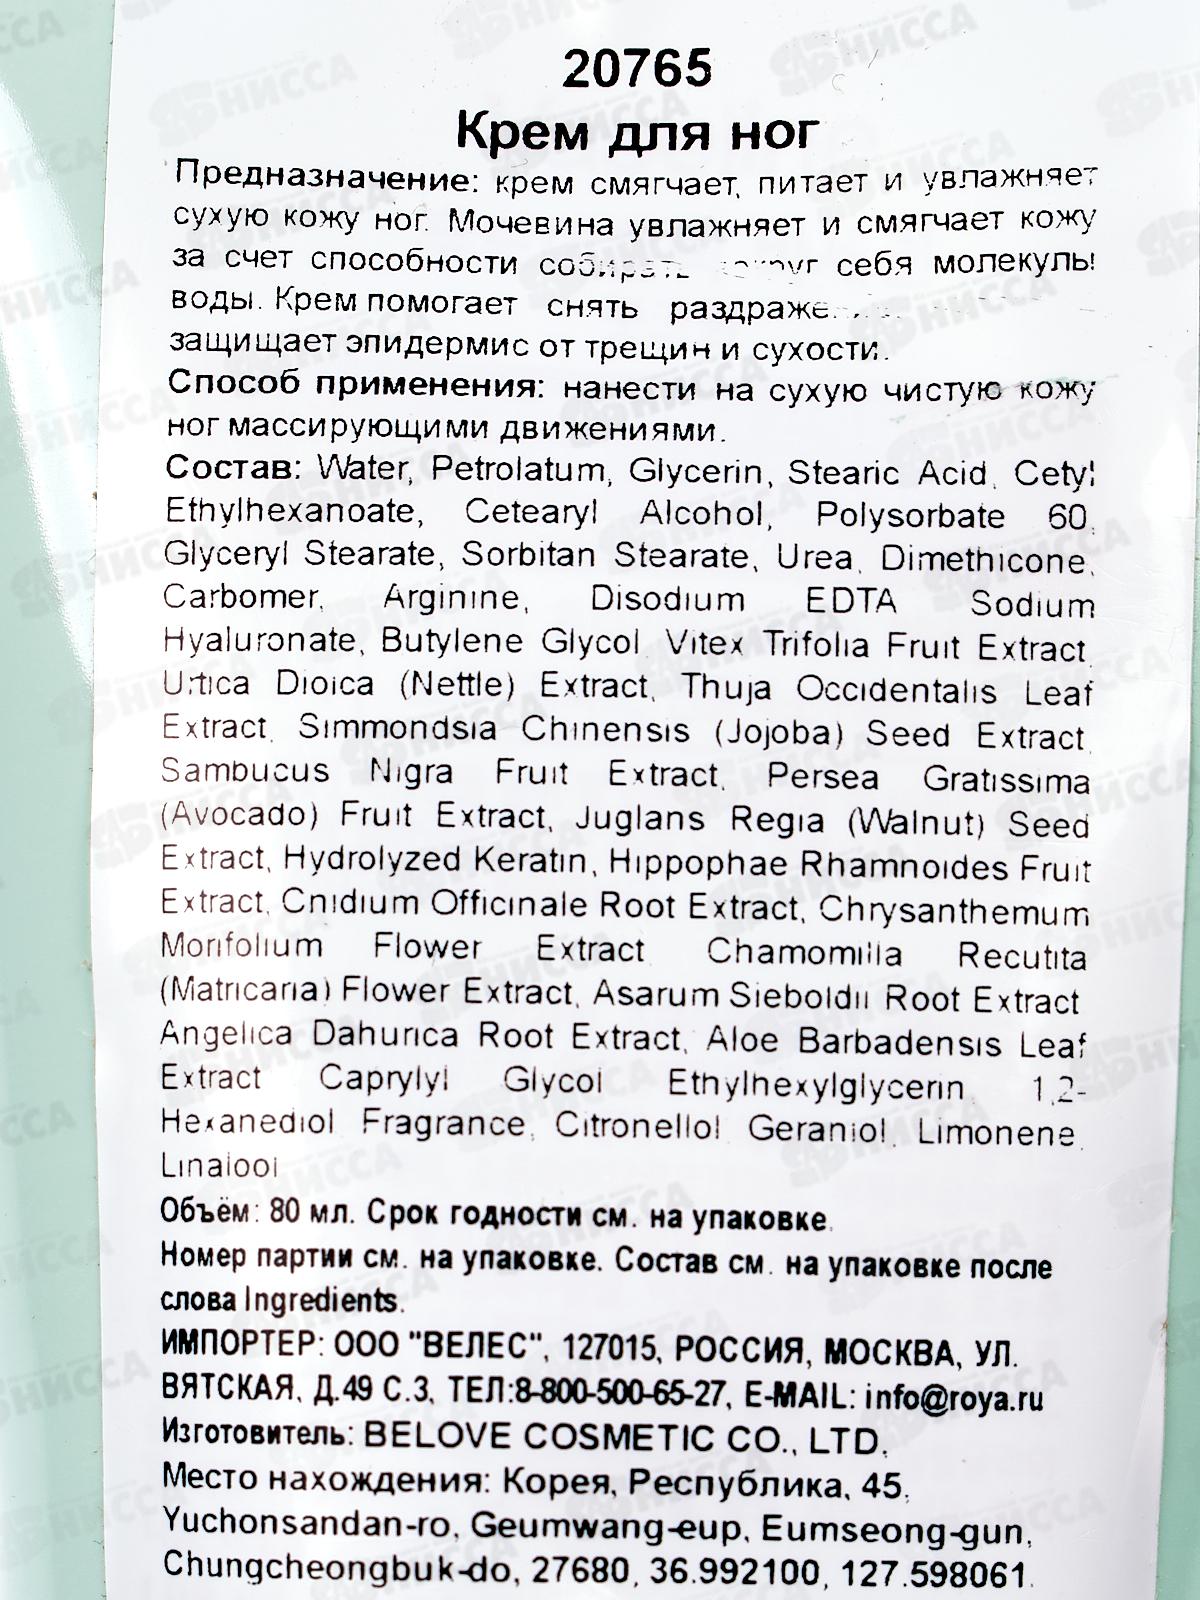 20765
Крем для ног
Предназначение: крем смягчает, питает и увлажняет
сухую кожу ног. Мочевина увлажняет и смягчает кожу
за счет способности собирать вокруг себя молекулы
воды. Крем помогает снять
защищает эпидермис от трещин и сухости.
Способ применения: нанести на сухую чистую кожу
ног массирующими движениями.
Состав: Water, Petrolatum, Glycerin, Stearic Acid, Cetyl
Ethylhexanoate, Cetearyl Alcohol, Polysorbate 60,
Glyceryl Stearate, Sorbitan Stearate, Urea, Dimethicone,
Carbomer, Arginine, Disodium EDTA Sodium
Hyaluronate, Butylene Glycol Vitex Trifolia Fruit Extract,
Urtica Dioica (Nettle) Extract, Thuja Occidentalis Leaf
Extract, Simmondsia Chinensis (Jojoba) Seed Extract,
Sambucus Nigra Fruit Extract, Persea Gratissima
(Avocado) Fruit Extract, Juglans Regia (Walnut) Seed
Extract, Hydrolyzed Keratin, Hippophae Rhamnoides Fruit
Extract, Cnidium Officinale Root Extract, Chrysanthemum
Morifolium Flower Extract Chamomilla Recutita
(Matricaria) Flower Extract, Asarum Sieboldii Root Extract
Angelica Dahurica Root Extract, Aloe Barbadensis Leaf
Extract Caprylyl Glycol Ethylhexylglycerin 1,2-
Hexanediol Fragrance, Citronellol Geraniol, Limonene,
Linalool
Объём: 80 мл. Срок годности см. на упаковке.
Номер партии см. на упаковке. Состав см. на упаковке после
слова Ingredients.
ИМПОРТЕР: ООО "ВЕЛЕС", 127015, РОССИЯ, МОСКВА, УЛ.
ВЯТСКАЯ, Д.49 С.3, ТЕЛ:8-800-500-65-27, E-MAIL: info@roya.ru
Изготовитель: BELOVE COSMETIC CO., LTD.
Место нахождения: Корея, Республика, 45,
Yuchonsandan-ro, Geumwang-eup, Eumseong-gun,
Chungcheongbuk-do, 27680, 36.992100, 127.598061.